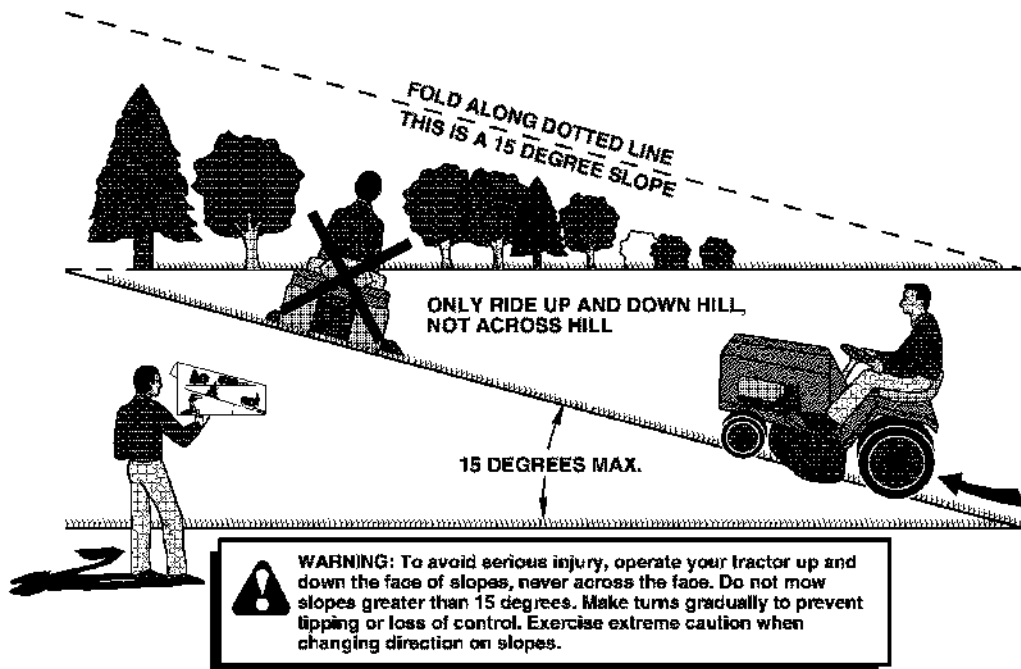 FOLD ALONG DOTTED LINE
THIS IS A 15 DEGREE SLOPE
ONLY RIDE UP AND DOWN HILL,
NOT ACROSS HILL
15 DEGREES MAX.
WARNING: To avoid serious injury, operate your tractor up and
down the face of slopes, never across the face. Do not mow
slopes greater than 15 degrees. Make turns gradually to prevent
tipping or loss of control. Exercise extreme caution when
changing direction on slopes.